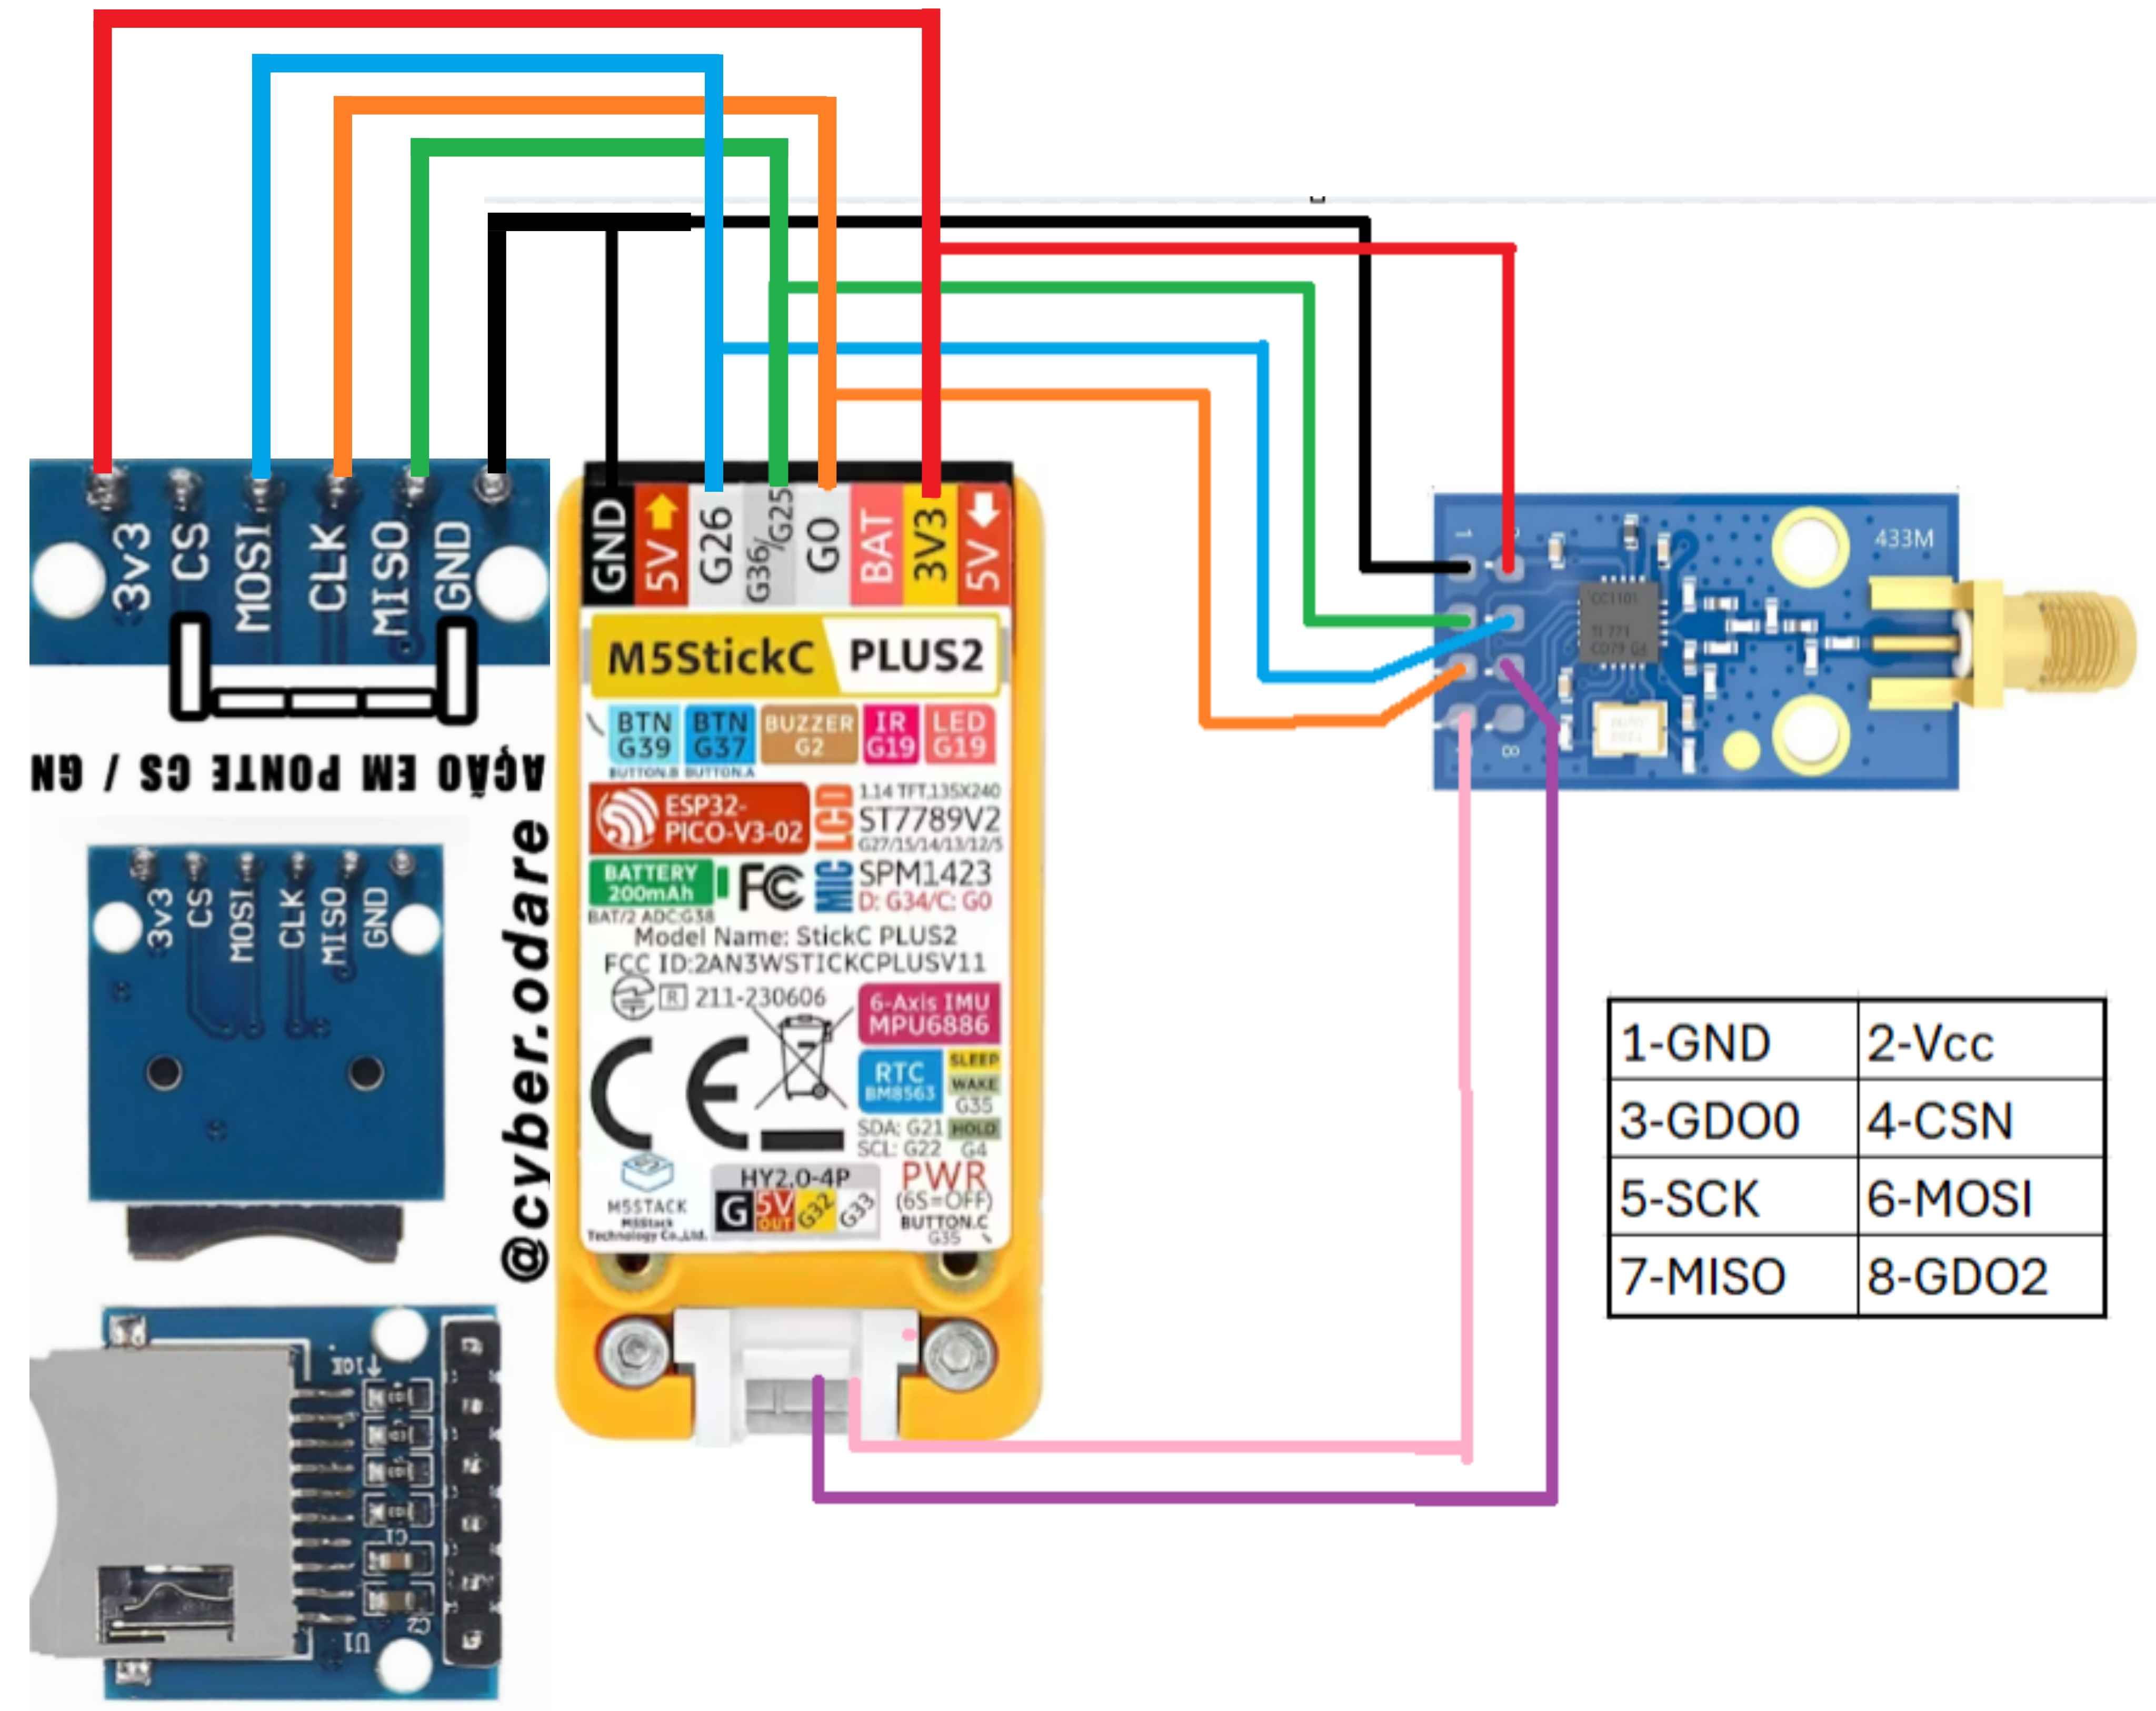 3v3
CS
MOSI
CLK
MISO
GND
AÇÃO EM PONTE CS / GN
3v3
CS
MOSI
CLK
MISO
GND
10K
C1
C2
U1
@cyber.odare
GND
5V
G26
G36/G25
G0
BAT
3V3
5V
M5StickC PLUS2
BTN G39
BUTTON.B
BTN G37
BUTTON.A
BUZZER G2
IR G19
LED G19
ESP32-
PICO-V3-02
LCD
1.14 TFT,135X240
ST7789V2
G27/15/14/13/12/5
BATTERY
200mAh
BAT/2 ADC:G38
FC
MIC
SPM1423
D: G34/C: G0
Model Name: StickC PLUS2
FCC ID:2AN3WSTICKCPLUSV11
R 211-230606
6-Axis IMU
MPU6886
CE
RTC
BM8563
SLEEP
WAKE
G35
SDA: G21
SCL: G22
HOLD
G4
M5STACK
M5Stack
Technology Co.,Ltd.
HY2.0-4P
G
5V
OUT
G32
G33
PWR
(6S=OFF)
BUTTON.C
G35
1
8
433M
CC1101
1-GND 2-Vcc
3-GDO0 4-CSN
5-SCK 6-MOSI
7-MISO 8-GDO2